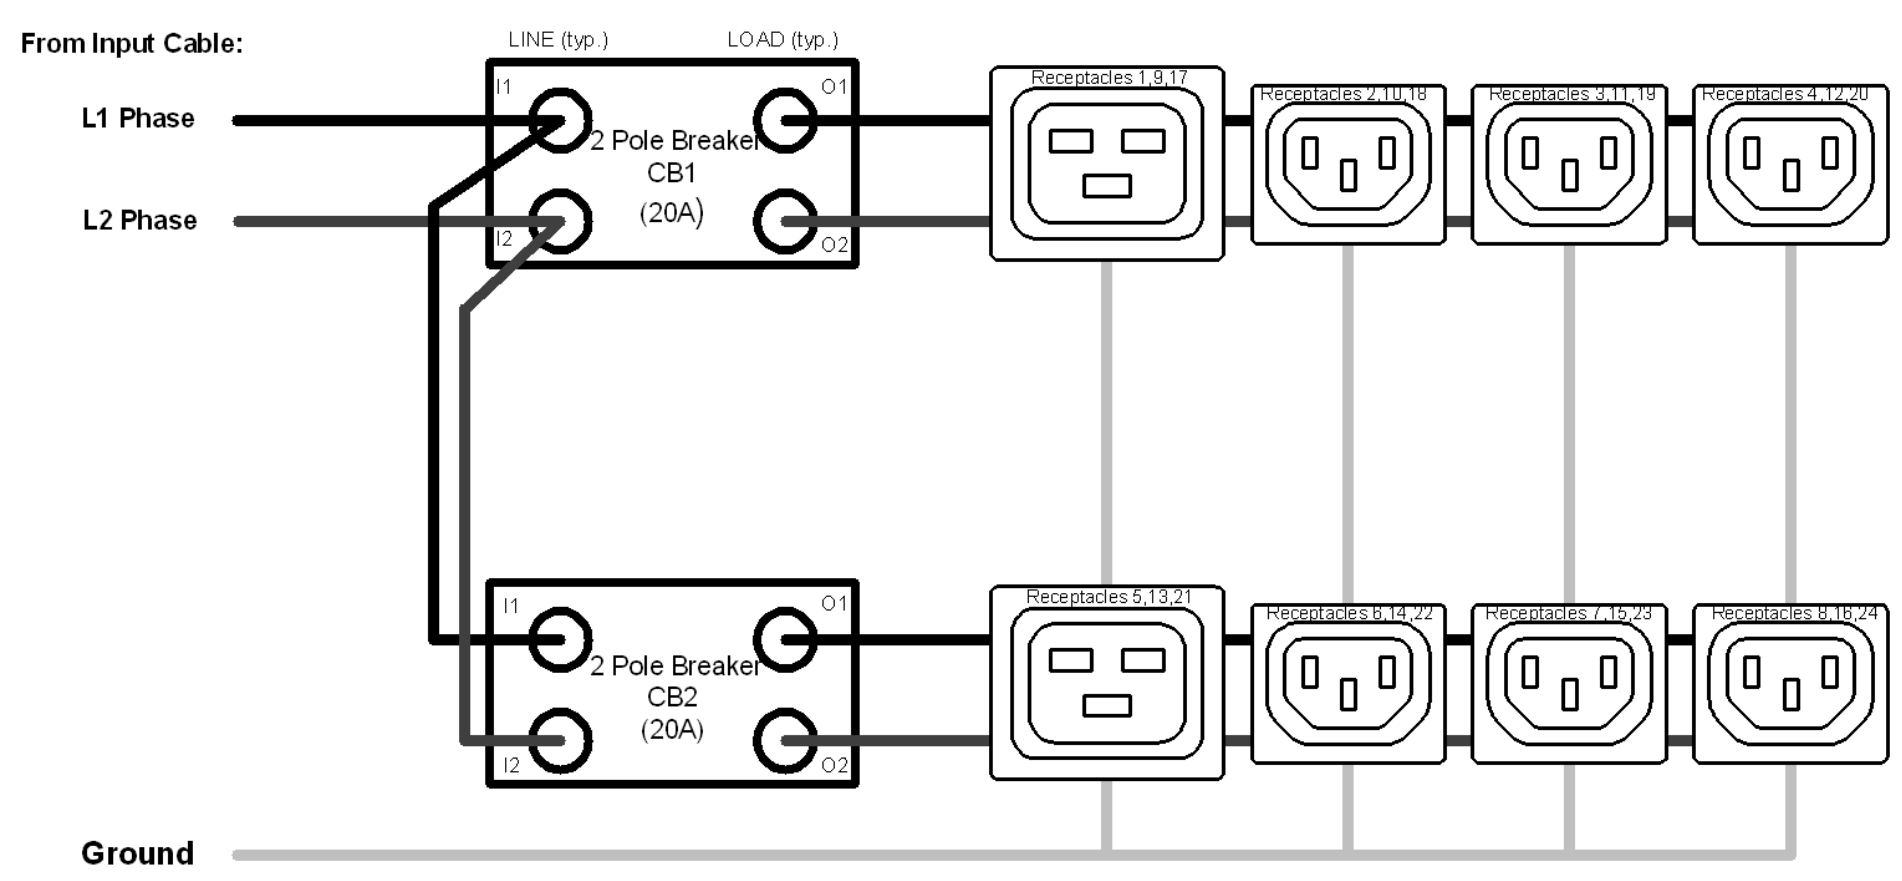 From Input Cable:
LINE (typ.)
LOAD (typ.)
I1
O1
Receptacles 1,9,17
Receptacles 2,10,18
Receptacles 3,11,19
Receptacles 4,12,20
L1 Phase
2 Pole Breaker
CB1
(20A)
L2 Phase
I2
O2
I1
O1
Receptacles 5,13,21
Receptacles 6,14,22
Receptacles 7,15,23
Receptacles 8,16,24
2 Pole Breaker
CB2
(20A)
I2
O2
Ground